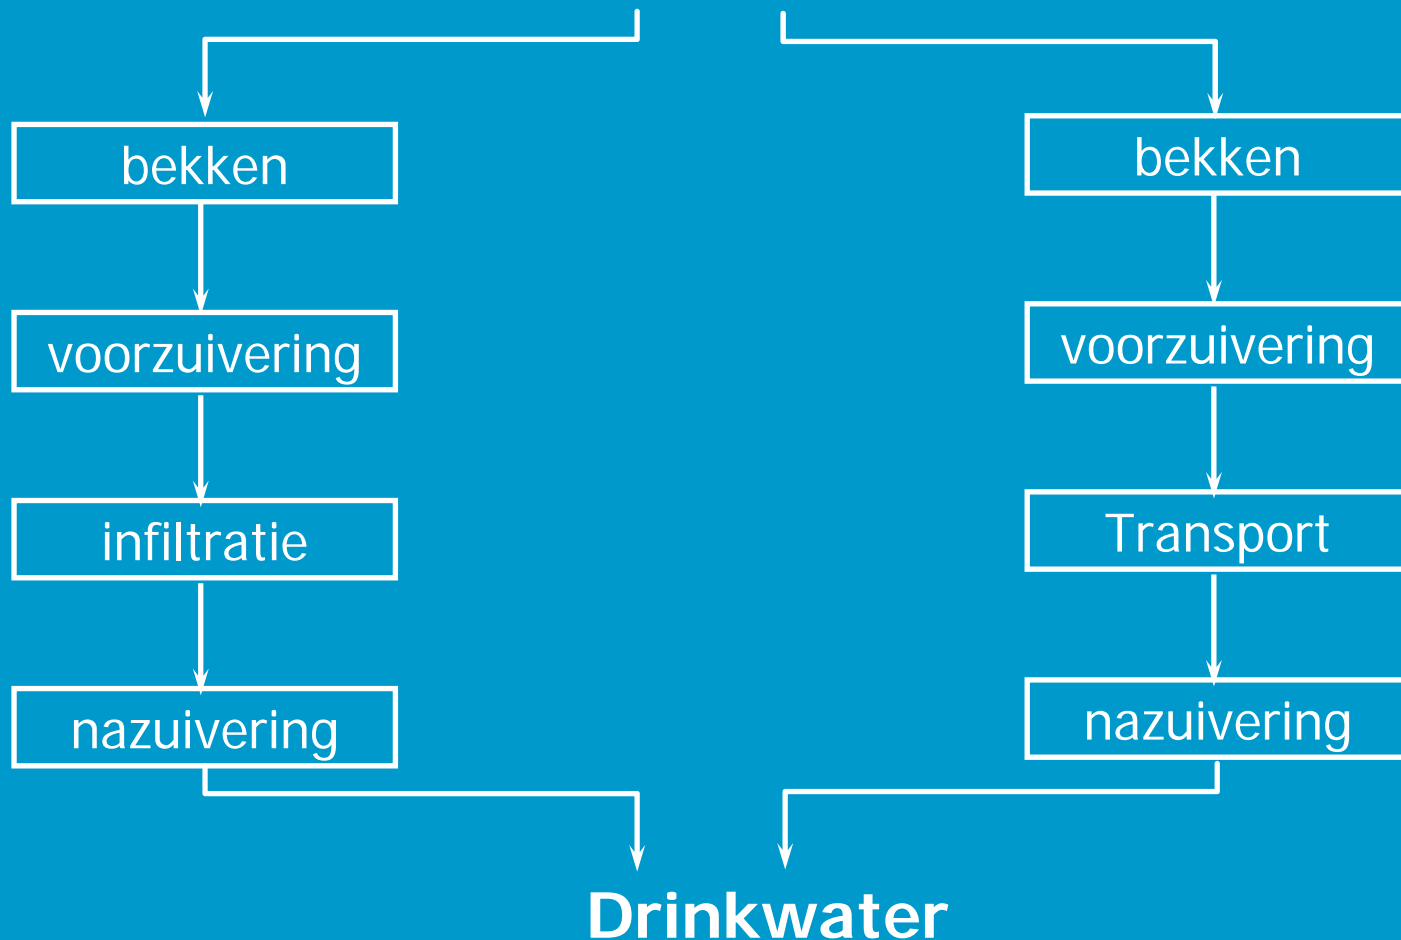 bekken
voorzuivering
infiltratie
nazuivering
bekken
voorzuivering
Transport
nazuivering
Drinkwater